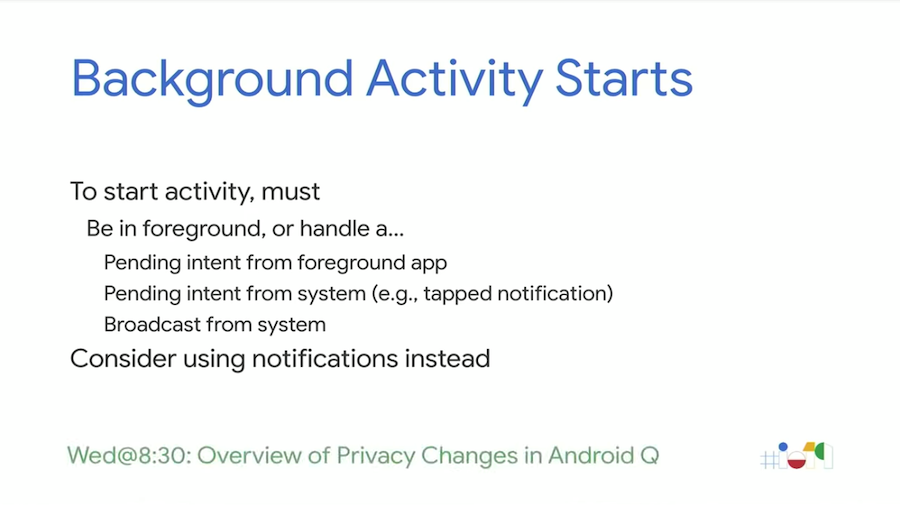 Background Activity Starts
To start activity, must
Be in foreground, or handle a...
Pending intent from foreground app
Pending intent from system (e.g., tapped notification)
Broadcast from system
Consider using notifications instead
Wed@8:30: Overview of Privacy Changes in Android Q
#io19